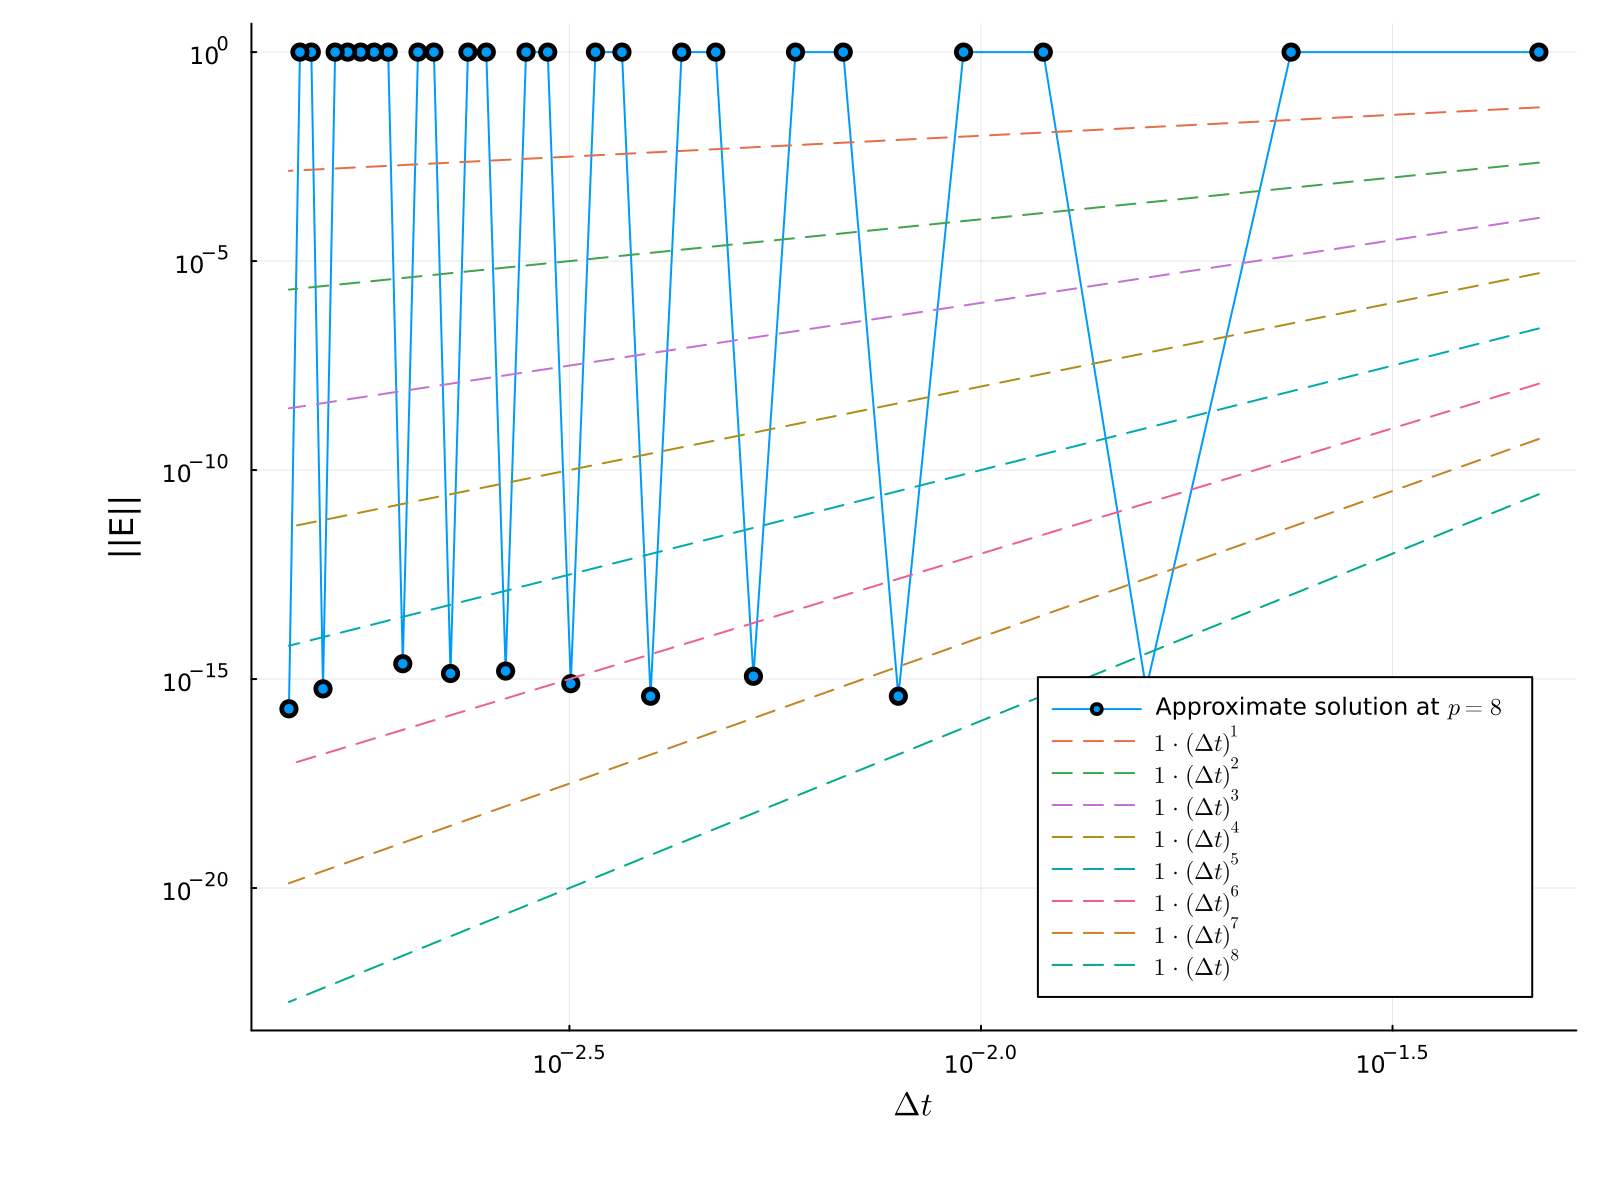 10⁰
10⁻⁵
10⁻¹⁰
10⁻¹⁵
10⁻²⁰
||E||
10⁻²·⁵
10⁻²·⁰
10⁻¹·⁵
Δt
Approximate solution at p = 8
1 · (Δt)¹
1 · (Δt)²
1 · (Δt)³
1 · (Δt)⁴
1 · (Δt)⁵
1 · (Δt)⁶
1 · (Δt)⁷
1 · (Δt)⁸